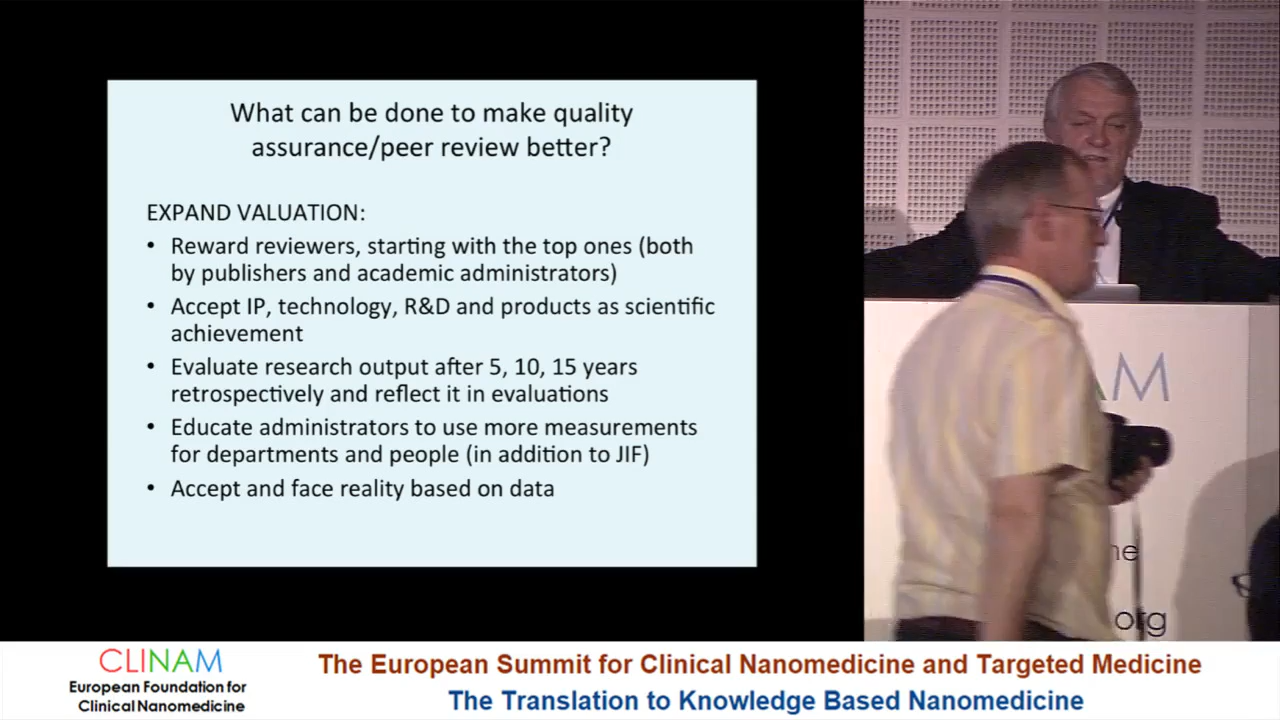 What can be done to make quality
assurance/peer review better?
EXPAND VALUATION:
• Reward reviewers, starting with the top ones (both
by publishers and academic administrators)
• Accept IP, technology, R&D and products as scientific
achievement
• Evaluate research output after 5, 10, 15 years
retrospectively and reflect it in evaluations
• Educate administrators to use more measurements
for departments and people (in addition to JIF)
• Accept and face reality based on data
AM
ne
org
CLINAM
European Foundation for
Clinical Nanomedicine
The European Summit for Clinical Nanomedicine and Targeted Medicine
The Translation to Knowledge Based Nanomedicine